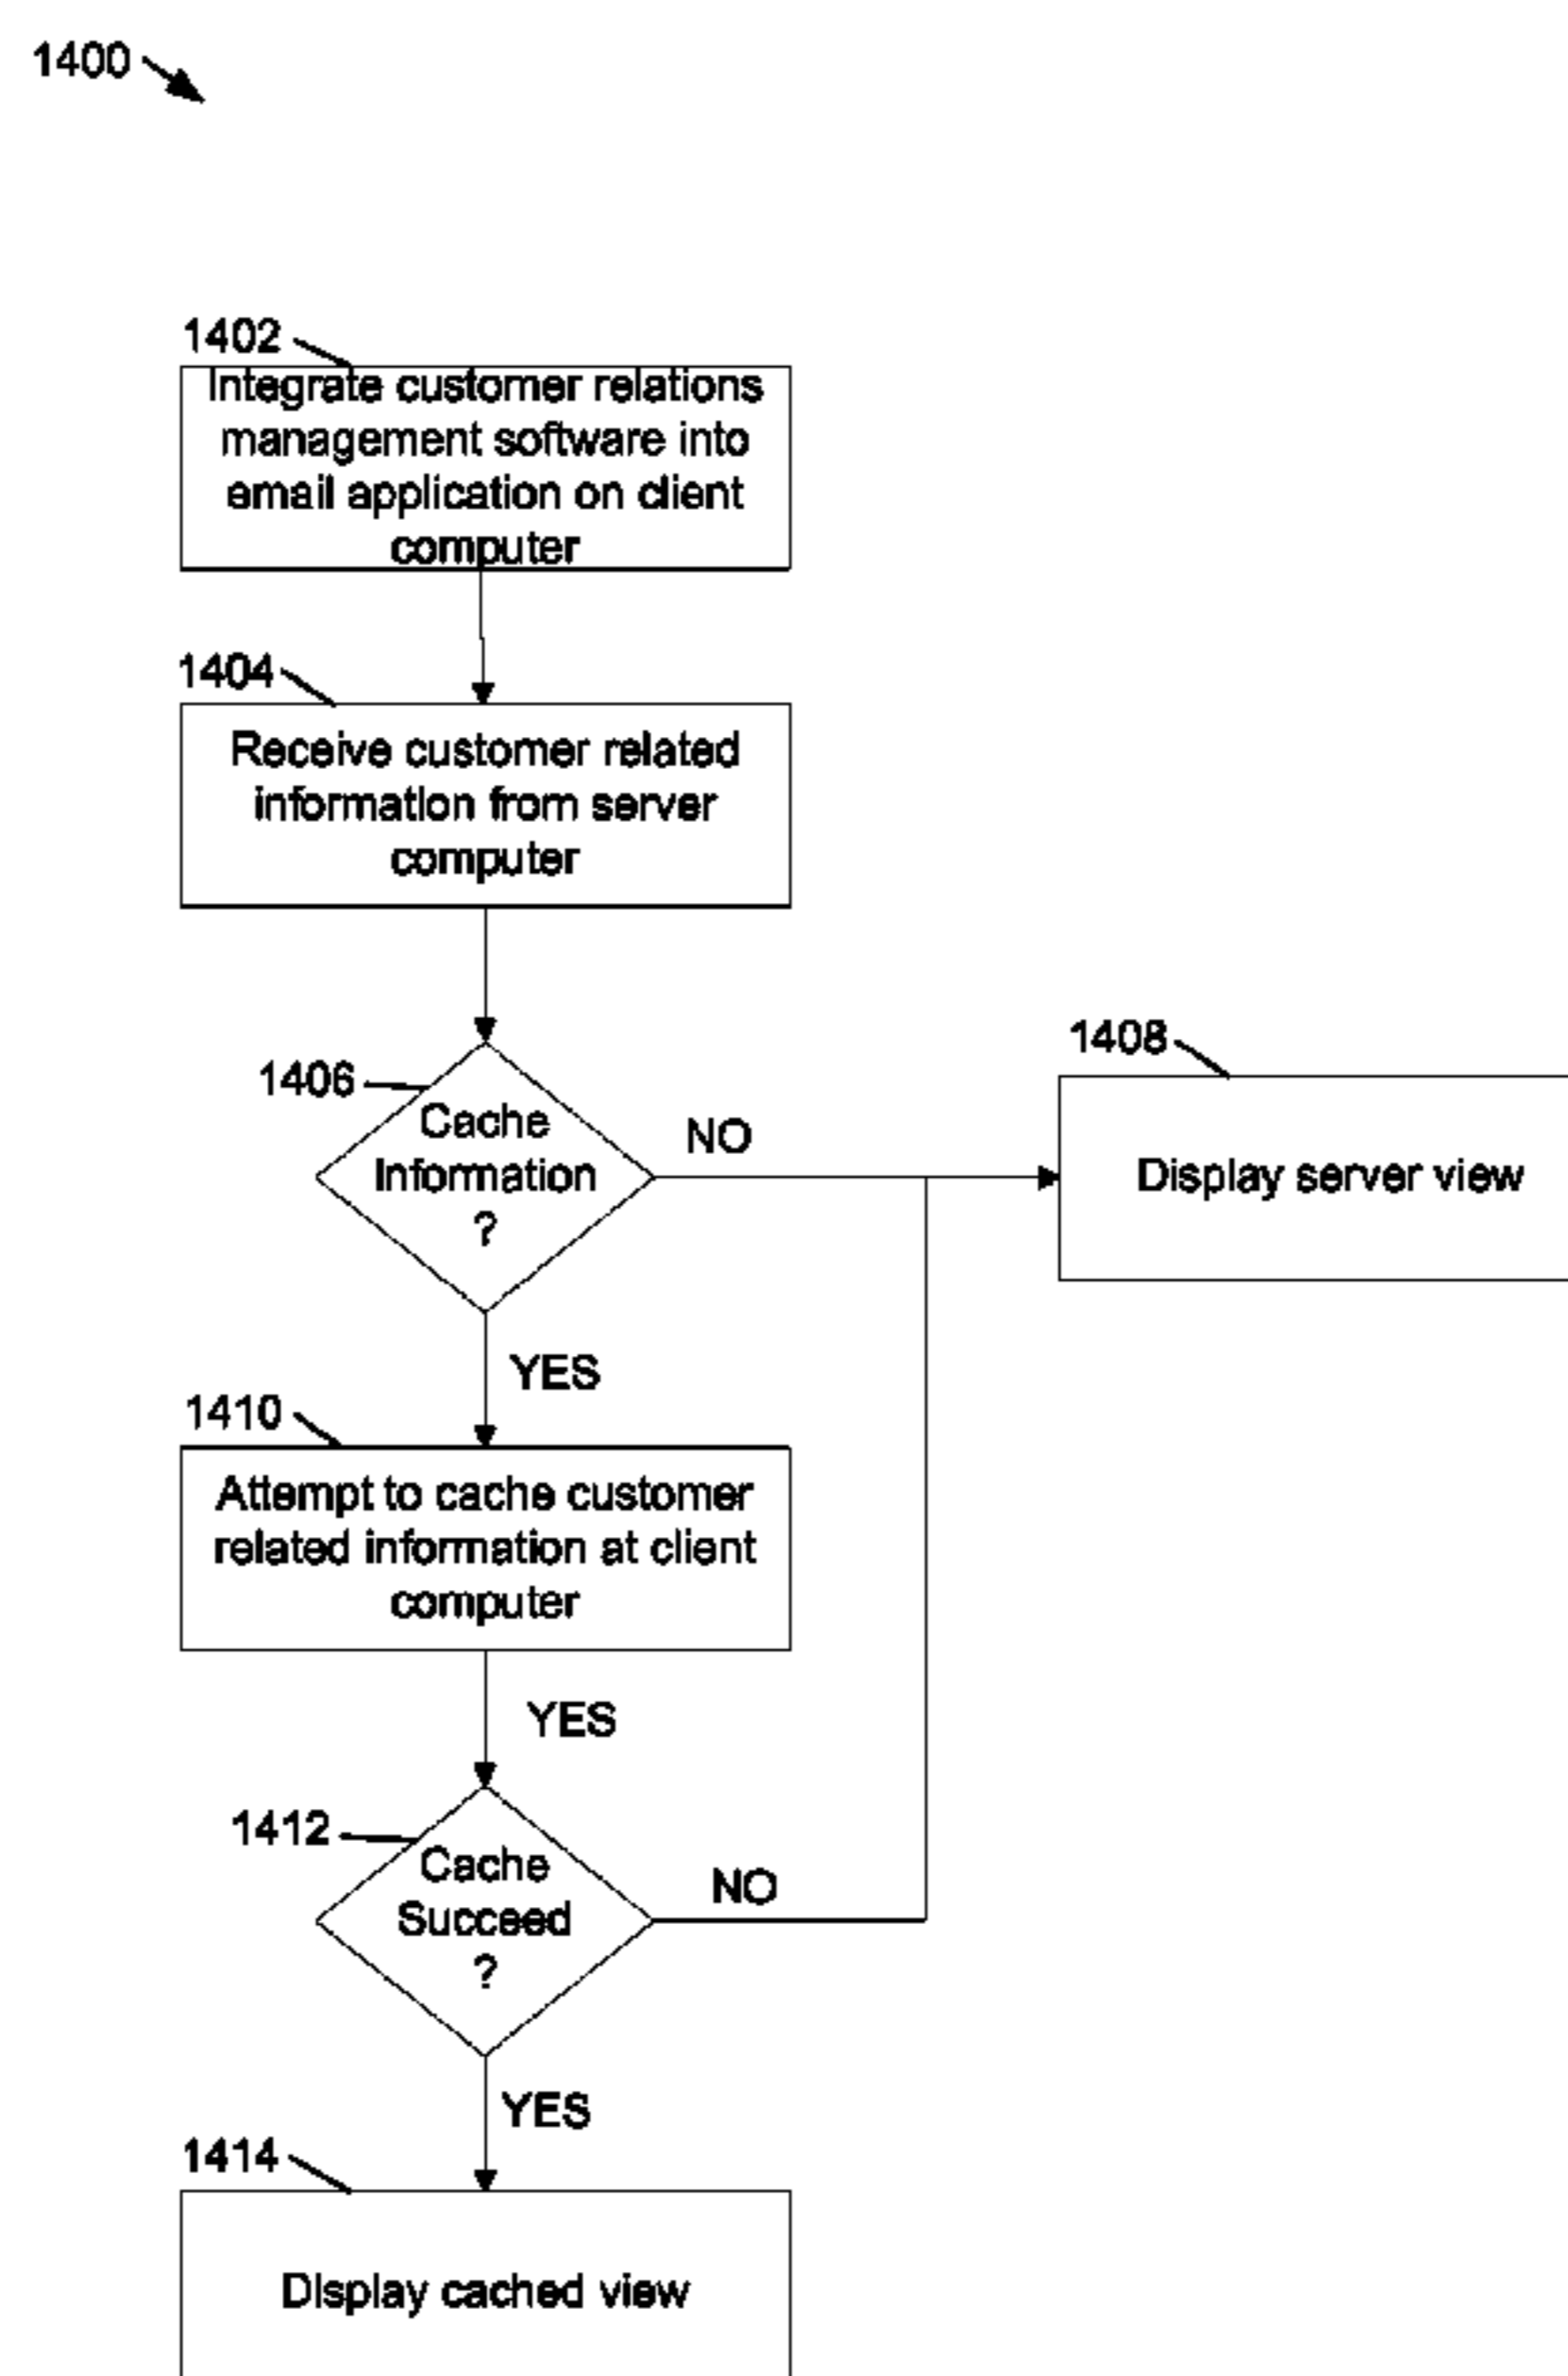 1400
1402
Integrate customer relations
management software into
email application on client
computer
1404
Receive customer related
information from server
computer
1406
Cache
Information
?
NO
1408
Display server view
YES
1410
Attempt to cache customer
related information at client
computer
YES
1412
Cache
Succeed
?
NO
YES
1414
Display cached view